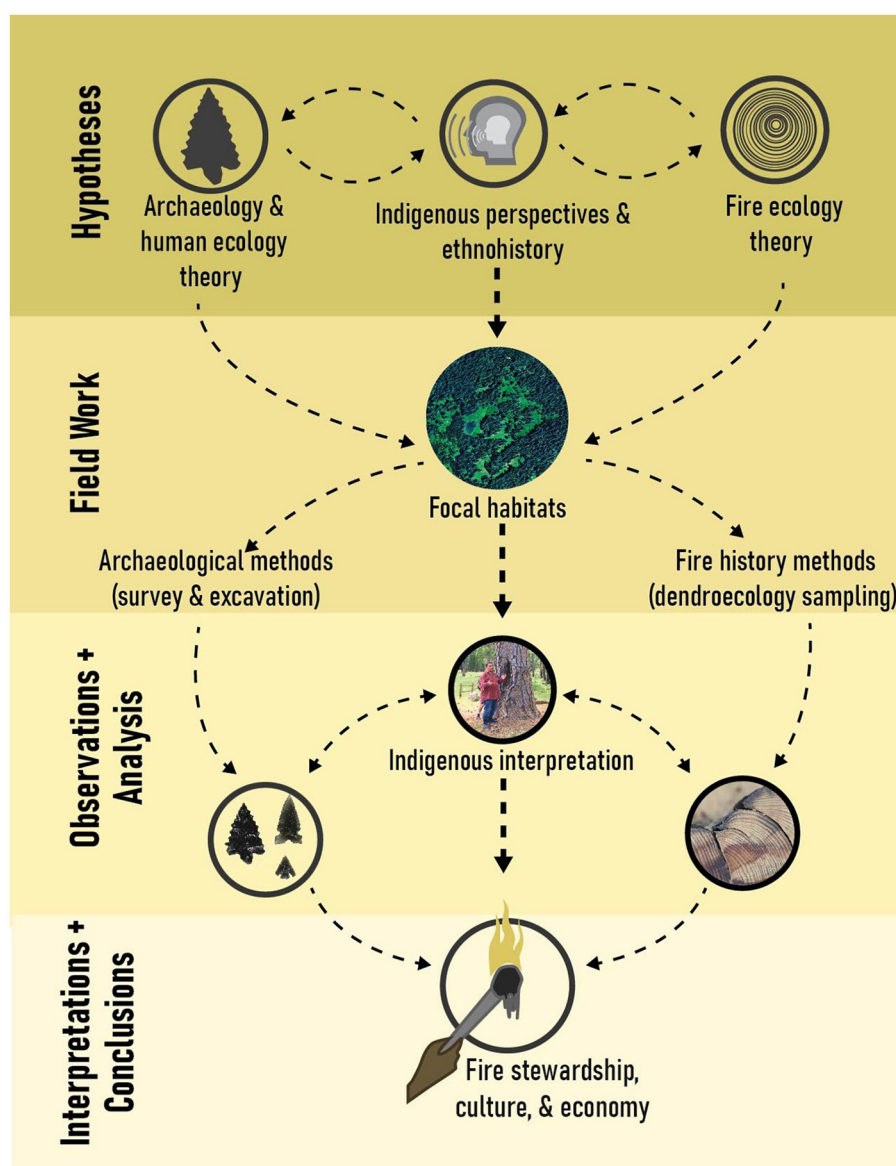 Hypotheses
Archaeology &
human ecology
theory
Indigenous perspectives &
ethnohistory
Fire ecology
theory
Field Work
Focal habitats
Archaeological methods
(survey & excavation)
Fire history methods
(dendroecology sampling)
Observations +
Analysis
Indigenous interpretation
Interpretations +
Conclusions
Fire stewardship,
culture, & economy